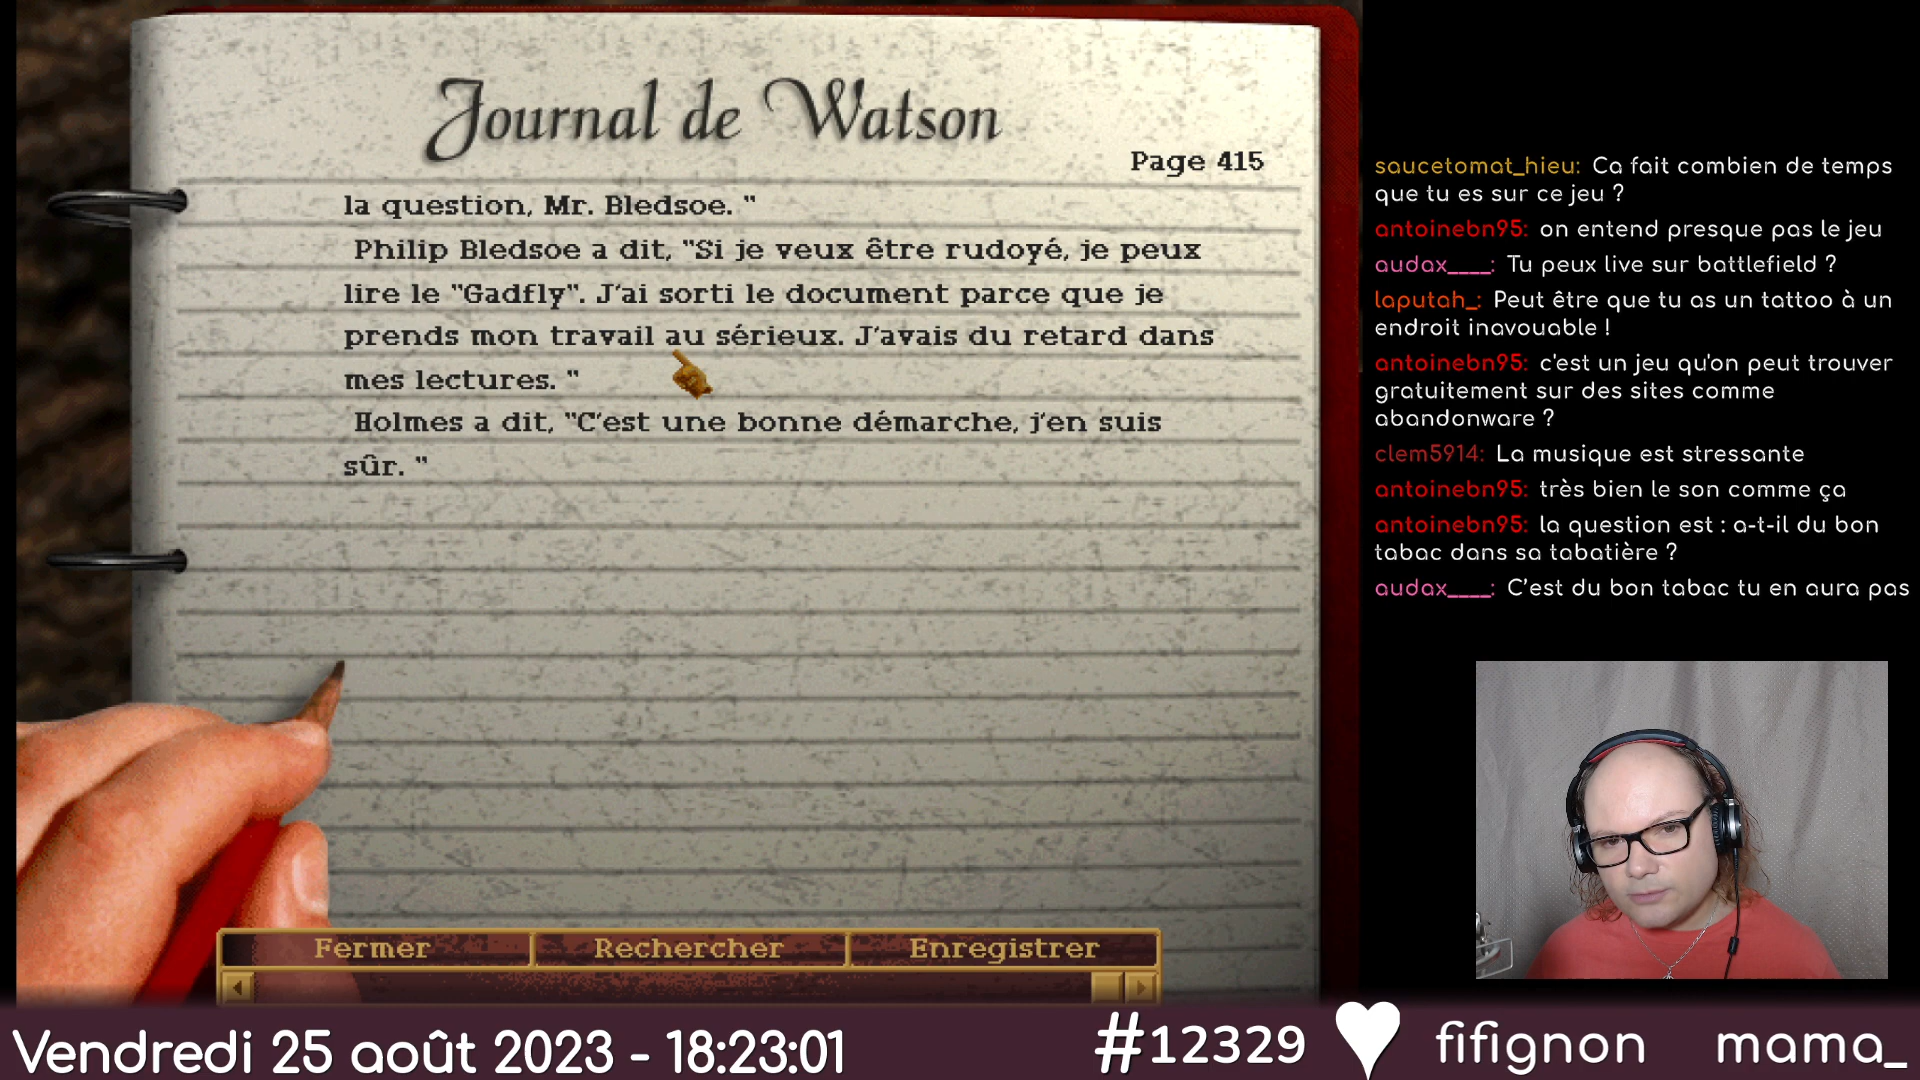 Journal de Watson
Page 415
la question, Mr. Bledsoe. "
Philip Bledsoe a dit, "Si je veux être rudoyé, je peux
lire le "Gadfly". J'ai sorti le document parce que je
prends mon travail au sérieux. J'avais du retard dans
mes lectures. "
Holmes a dit, "C'est une bonne démarche, j'en suis
sûr. "
Fermer
Rechercher
Enregistrer
saucetomat_hieu: Ca fait combien de temps
que tu es sur ce jeu ?
antoinebn95: on entend presque pas le jeu
audax____: Tu peux live sur battlefield ?
laputah_: Peut être que tu as un tattoo à un
endroit inavouable !
antoinebn95: c'est un jeu qu'on peut trouver
gratuitement sur des sites comme
abandonware ?
clem5914: La musique est stressante
antoinebn95: très bien le son comme ça
antoinebn95: la question est : a-t-il du bon
tabac dans sa tabatière ?
audax____: C'est du bon tabac tu en aura pas
Vendredi 25 août 2023 - 18:23:01
#12329
fifignon
mama_